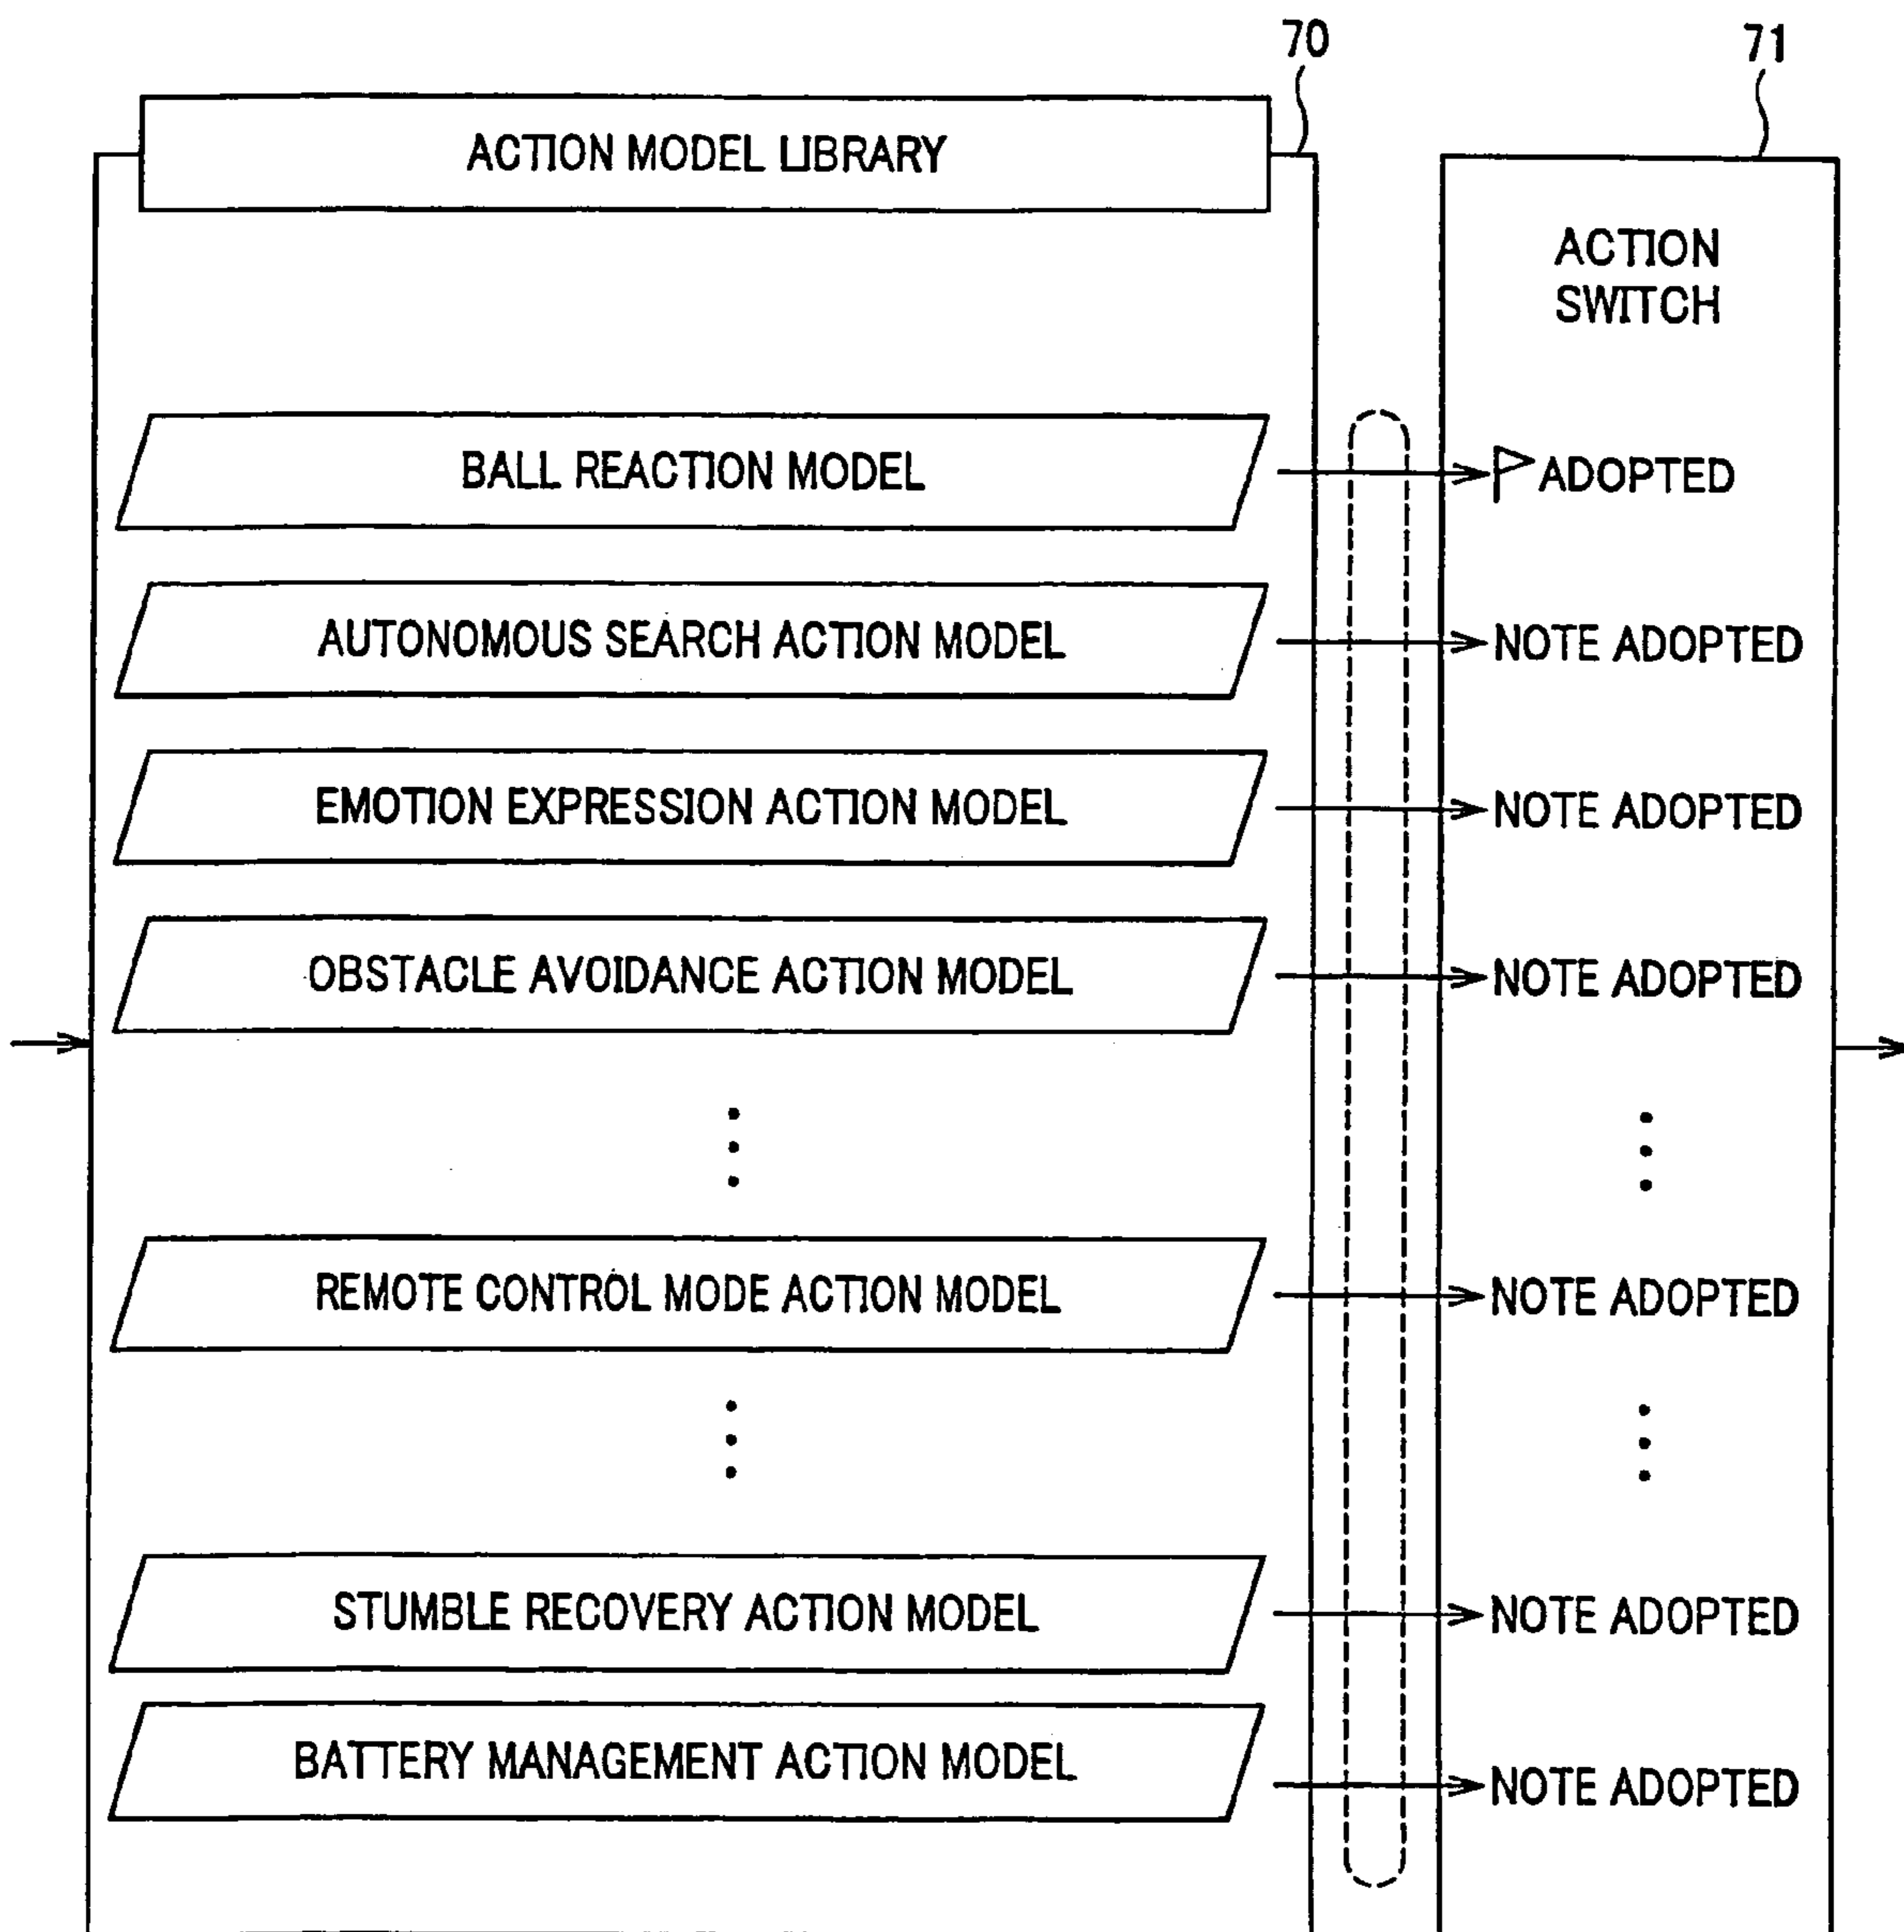 70
71
ACTION MODEL LIBRARY
ACTION
SWITCH
BALL REACTION MODEL
ADOPTED
AUTONOMOUS SEARCH ACTION MODEL
NOTE ADOPTED
EMOTION EXPRESSION ACTION MODEL
NOTE ADOPTED
OBSTACLE AVOIDANCE ACTION MODEL
NOTE ADOPTED
REMOTE CONTROL MODE ACTION MODEL
NOTE ADOPTED
STUMBLE RECOVERY ACTION MODEL
NOTE ADOPTED
BATTERY MANAGEMENT ACTION MODEL
NOTE ADOPTED